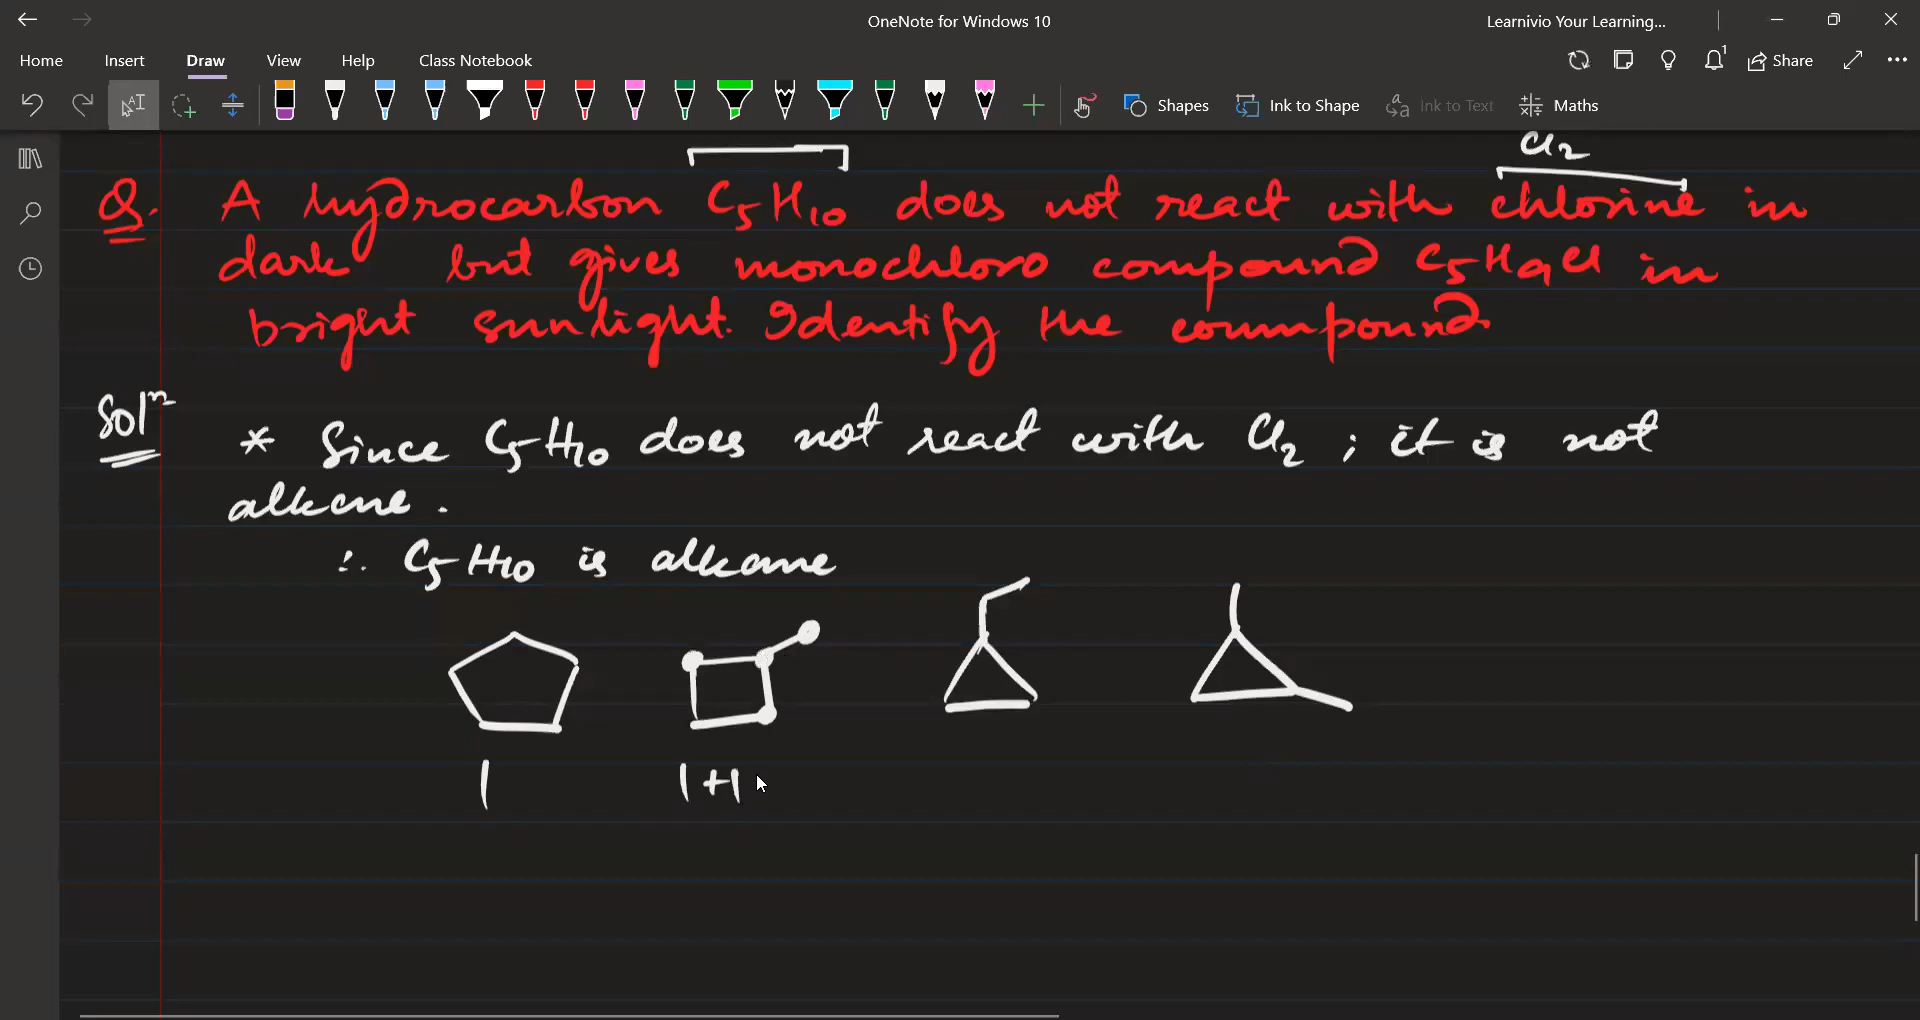 OneNote for Windows 10
Learnivio Your Learning...
Home Insert Draw View Help Class Notebook
1
Share
Shapes Ink to Shape Ink to Text Maths
Cl2
Q. A hydrocarbon C5H10 does not react with chlorine in
dark but gives monochloro compound C5H9Cl in
bright sunlight. Identify the coumpound
Soln * Since C5H10 does not react with Cl2 ; it is not
alkene.
∴ C5H10 is alkane
1 1+1